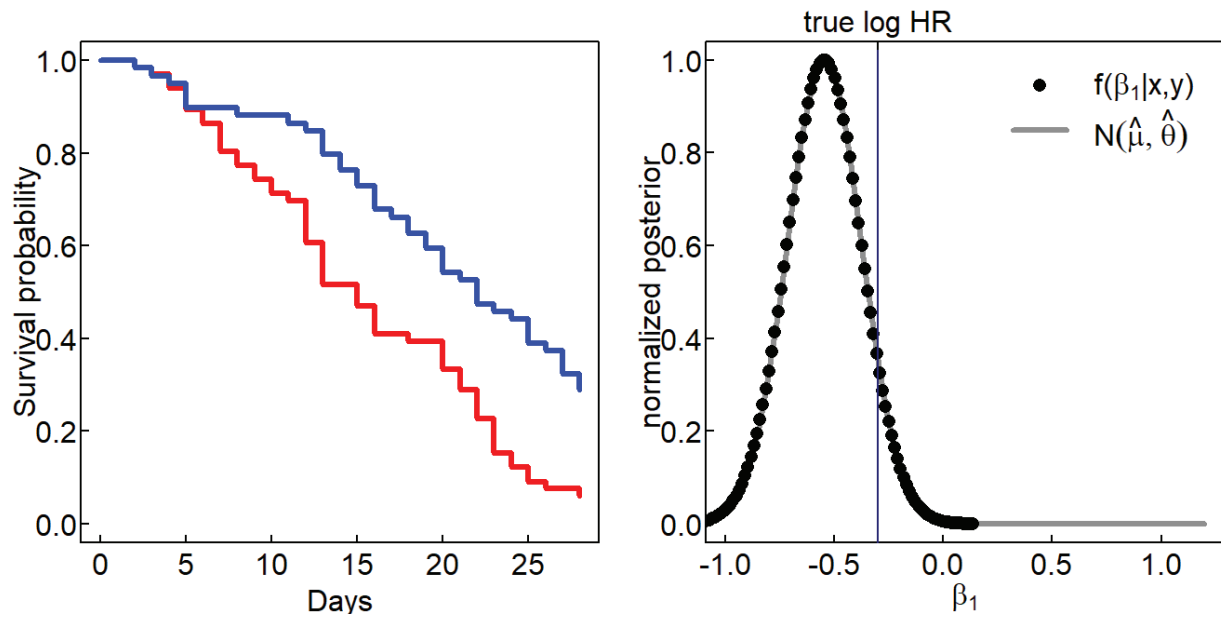 true log HR
Survival probability
1.0
0.8
0.6
0.4
0.2
0.0
0 5 10 15 20 25
Days
normalized posterior
1.0
0.8
0.6
0.4
0.2
0.0
f(β₁|x,y)
N(μ̂, θ̂)
-1.0 -0.5 0.0 0.5 1.0
β₁